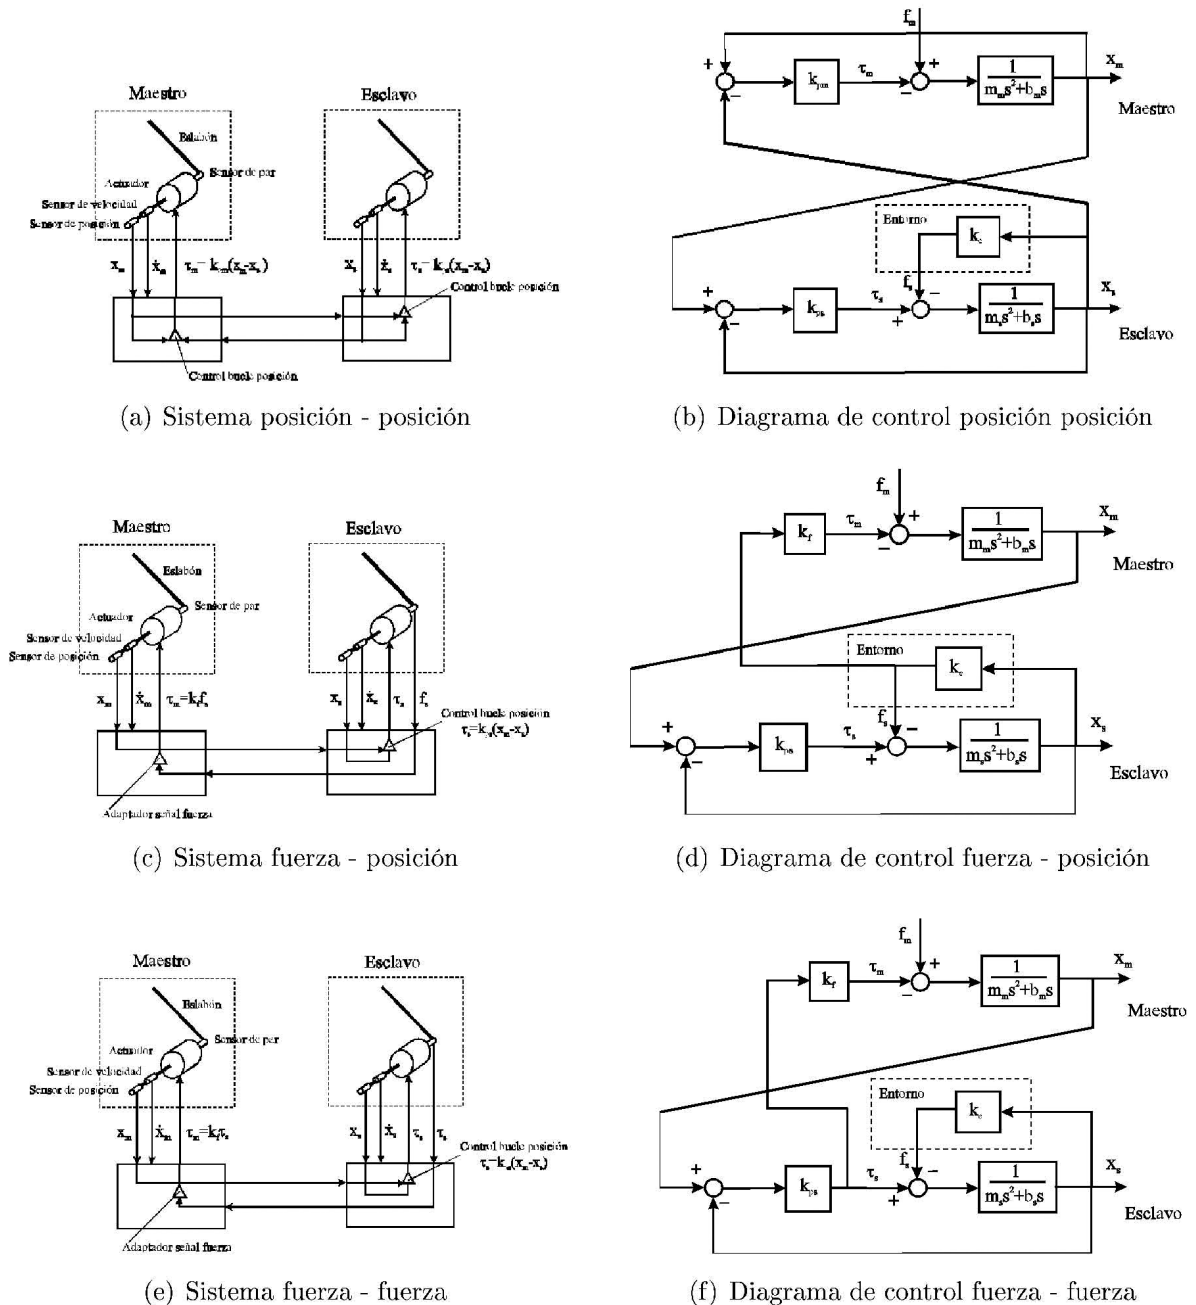 Maestro
Esclavo
Eslabón
Sensor de par
Actuador
Sensor de velocidad
Sensor de posición
x_m
ẋ_m
τ_m= k_pm(x_m-x_s)
x_s
ẋ_s
τ_s= k_ps(x_m-x_s)
Control bucle posición
Control bucle posición
(a) Sistema posición - posición
f_m
+
−
k_pm
τ_m
−
+
1
m_m s²+b_m s
x_m
Maestro
Entorno
k_e
f_s
−
+
−
k_ps
τ_s
+
1
m_s s²+b_s s
x_s
Esclavo
(b) Diagrama de control posición posición
Maestro
Esclavo
Eslabón
Sensor de par
Actuador
Sensor de velocidad
Sensor de posición
x_m
ẋ_m
τ_m=k_f f_s
x_s
ẋ_s
τ_s
f_s
Control bucle posición
τ_s=k_ps(x_m-x_s)
Adaptador señal fuerza
(c) Sistema fuerza - posición
f_m
k_f
τ_m
−
+
1
m_m s²+b_m s
x_m
Maestro
Entorno
k_e
f_s
−
+
−
k_ps
τ_s
+
1
m_s s²+b_s s
x_s
Esclavo
(d) Diagrama de control fuerza - posición
Maestro
Esclavo
Eslabón
Sensor de par
Actuador
Sensor de velocidad
Sensor de posición
x_m
ẋ_m
τ_m=k_f τ_s
x_s
ẋ_s
τ_s
τ_s
Control bucle posición
τ_s=k_ps(x_m-x_s)
Adaptador señal fuerza
(e) Sistema fuerza - fuerza
f_m
k_f
τ_m
−
+
1
m_m s²+b_m s
x_m
Maestro
Entorno
k_e
f_s
−
+
−
k_ps
τ_s
+
1
m_s s²+b_s s
x_s
Esclavo
(f) Diagrama de control fuerza - fuerza